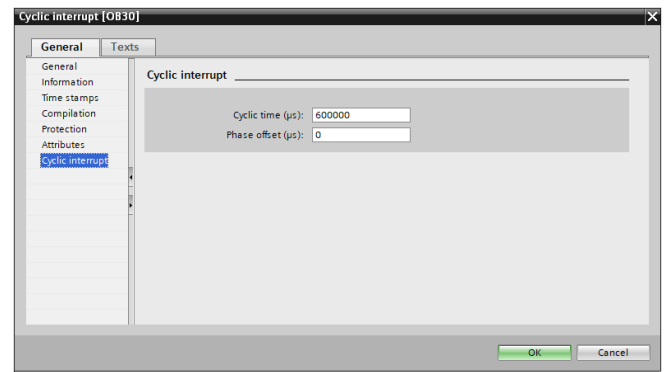 Cyclic interrupt [OB30]
General Texts
General
Information
Time stamps
Compilation
Protection
Attributes
Cyclic interrupt
Cyclic interrupt
Cyclic time (µs): 600000
Phase offset (µs): 0
OK Cancel